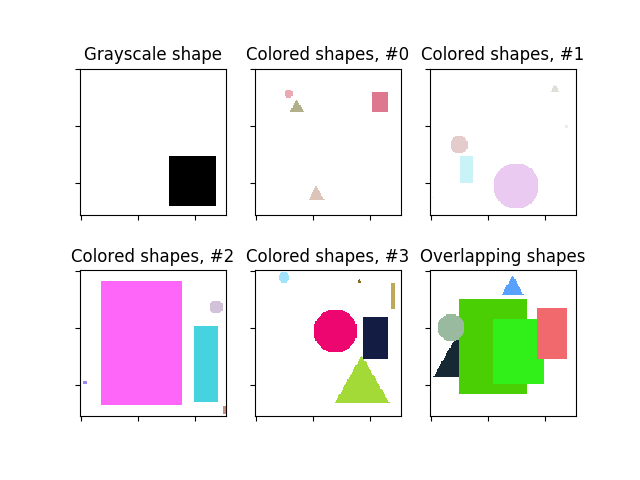 Grayscale shape
Colored shapes, #0
Colored shapes, #1
Colored shapes, #2
Colored shapes, #3
Overlapping shapes